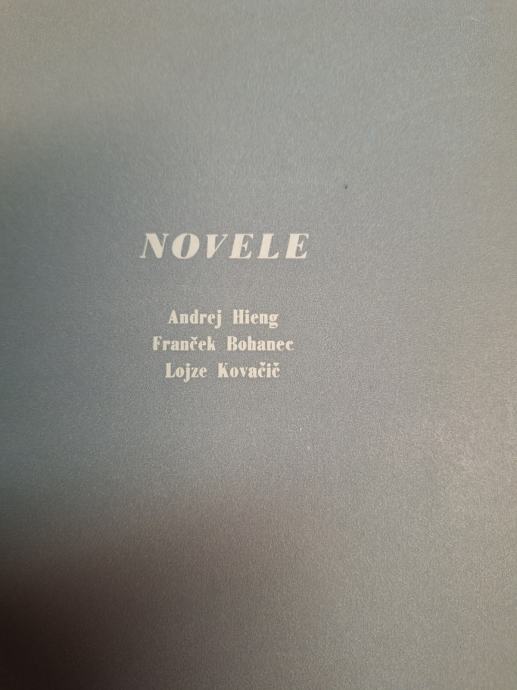 NOVELE
Andrej Hieng
Franček Bohanec
Lojze Kovačič